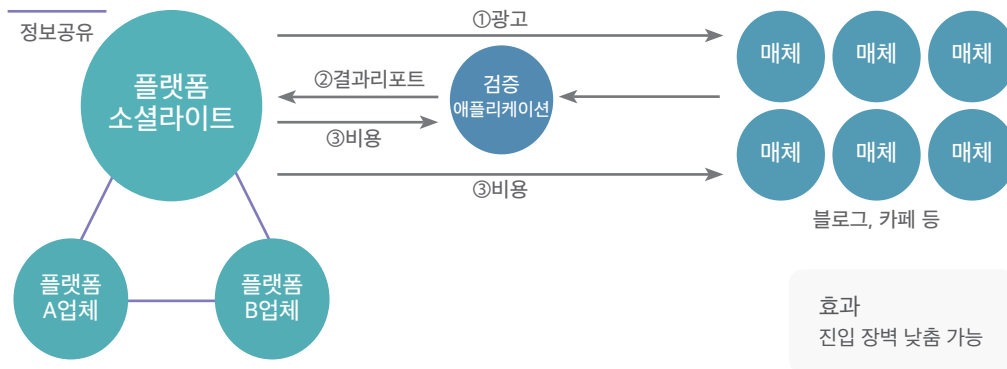 정보공유
플랫폼
소셜라이트
①광고
②결과리포트
③비용
③비용
검증
애플리케이션
매체
매체
매체
매체
매체
매체
블로그, 카페 등
플랫폼
A업체
플랫폼
B업체
효과
진입 장벽 낮춤 가능